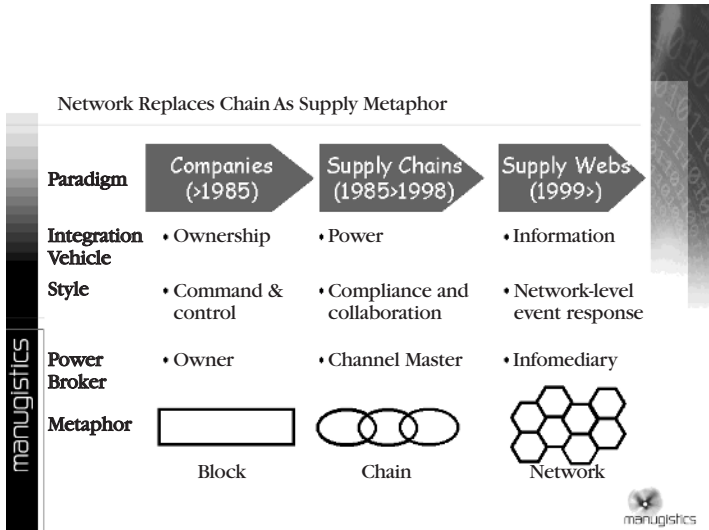 Network Replaces Chain As Supply Metaphor
Paradigm
Companies
(>1985)
Supply Chains
(1985>1998)
Supply Webs
(1999>)
Integration
Vehicle
• Ownership
• Power
• Information
Style
• Command &
control
• Compliance and
collaboration
• Network-level
event response
Power
Broker
• Owner
• Channel Master
• Infomediary
Metaphor
Block
Chain
Network
manugistics
manugistics